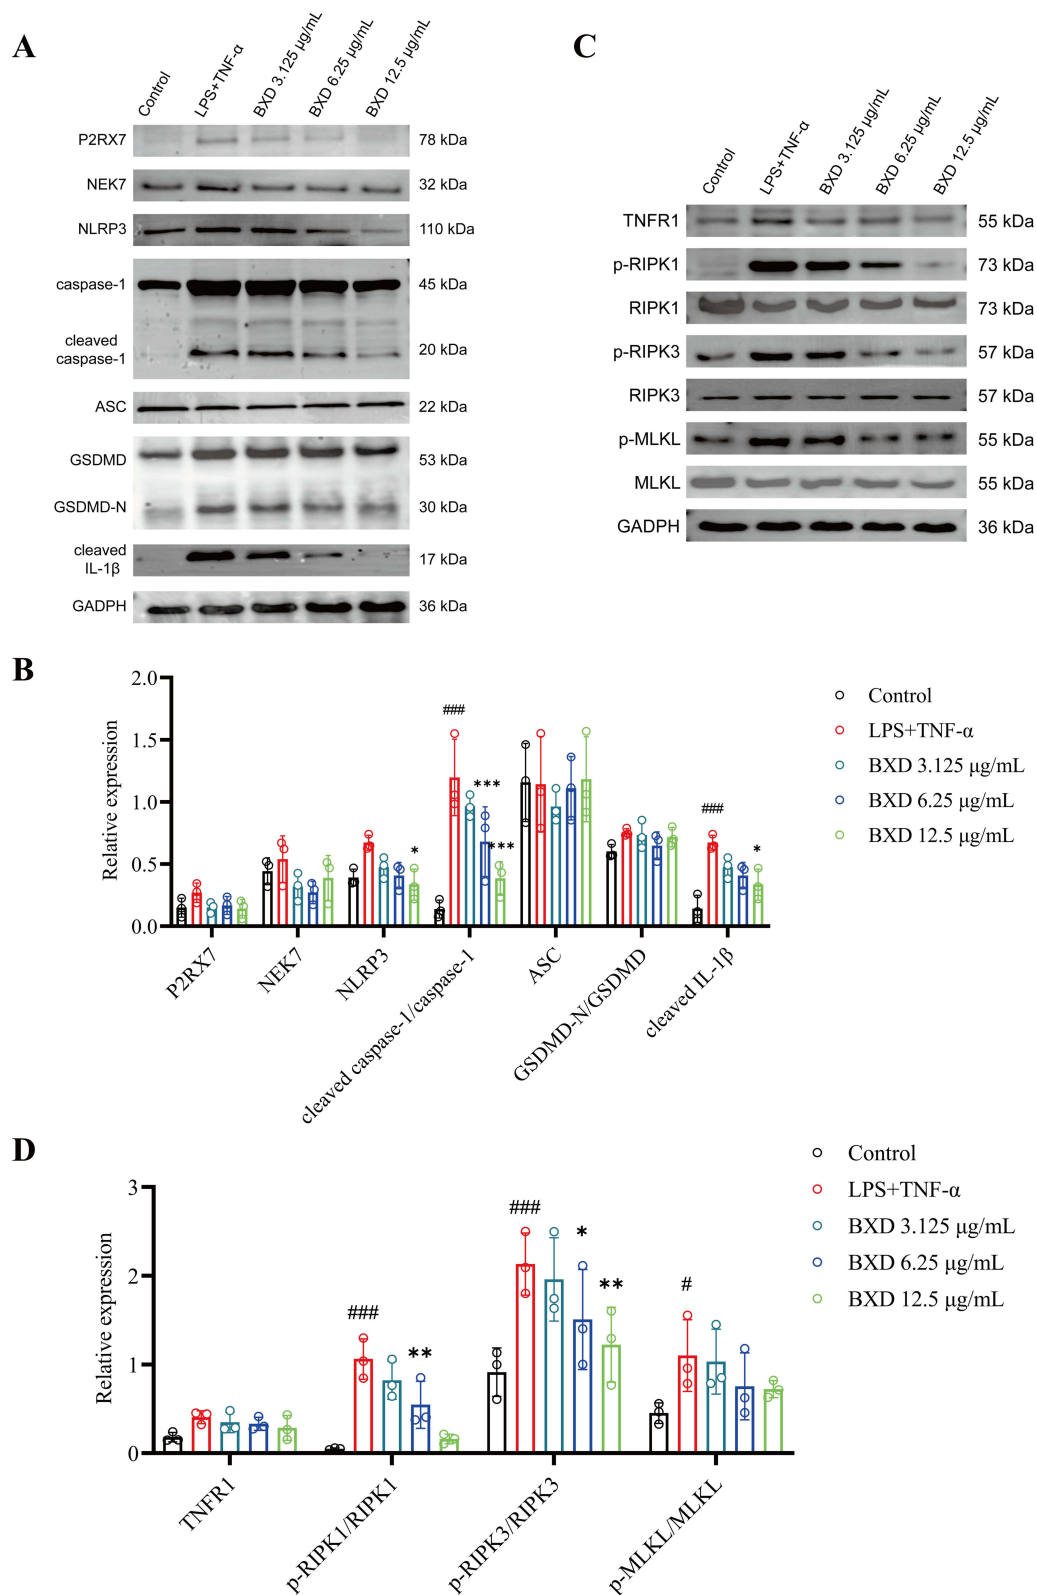 A
Control
LPS+TNF-α
BXD 3.125 μg/mL
BXD 6.25 μg/mL
BXD 12.5 μg/mL
P2RX7 78 kDa
NEK7 32 kDa
NLRP3 110 kDa
caspase-1 45 kDa
cleaved
caspase-1 20 kDa
ASC 22 kDa
GSDMD 53 kDa
GSDMD-N 30 kDa
cleaved
IL-1β 17 kDa
GADPH 36 kDa
C
Control
LPS+TNF-α
BXD 3.125 μg/mL
BXD 6.25 μg/mL
BXD 12.5 μg/mL
TNFR1 55 kDa
p-RIPK1 73 kDa
RIPK1 73 kDa
p-RIPK3 57 kDa
RIPK3 57 kDa
p-MLKL 55 kDa
MLKL 55 kDa
GADPH 36 kDa
B
Relative expression
2.0
1.5
1.0
0.5
0.0
*
###
***
***
###
*
P2RX7
NEK7
NLRP3
cleaved caspase-1/caspase-1
ASC
GSDMD-N/GSDMD
cleaved IL-1β
Control
LPS+TNF-α
BXD 3.125 μg/mL
BXD 6.25 μg/mL
BXD 12.5 μg/mL
D
Relative expression
3
2
1
0
###
**
###
*
**
#
TNFR1
p-RIPK1/RIPK1
p-RIPK3/RIPK3
p-MLKL/MLKL
Control
LPS+TNF-α
BXD 3.125 μg/mL
BXD 6.25 μg/mL
BXD 12.5 μg/mL